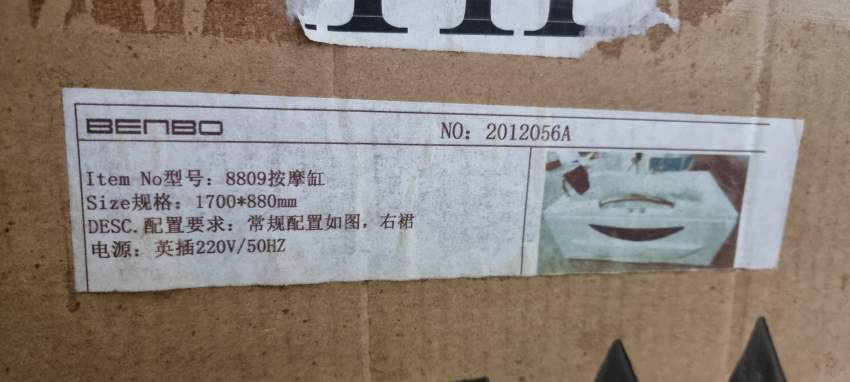 BENBO
NO: 2012056A
Item No型号: 8809按摩缸
Size规格: 1700*880mm
DESC.配置要求: 常规配置如图, 右裙
电源: 英插220V/50HZ